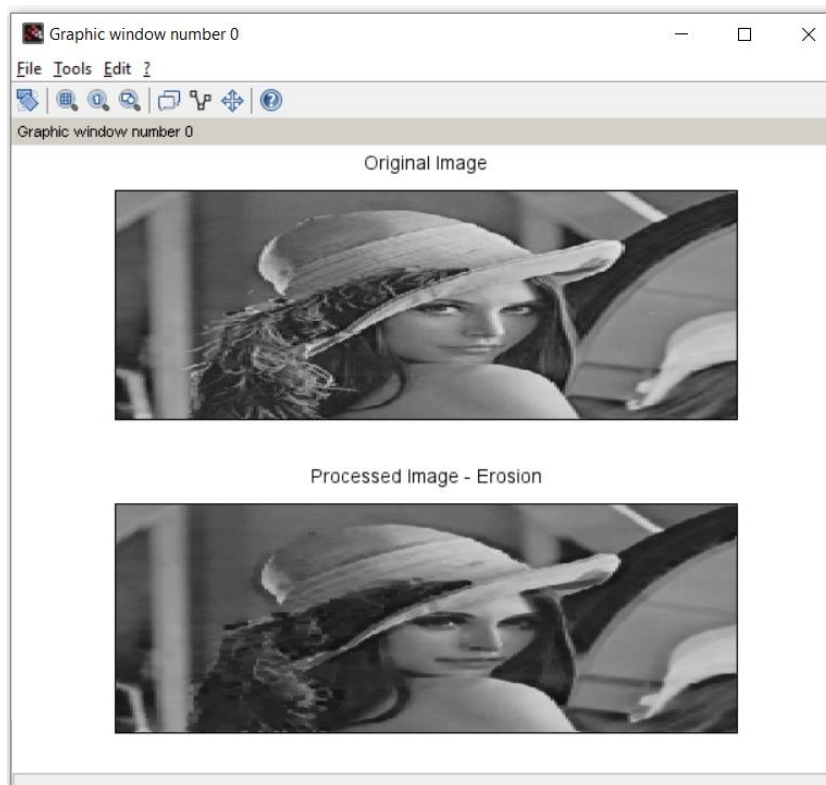 Graphic window number 0
File Tools Edit ?
Graphic window number 0
Original Image
Processed Image - Erosion